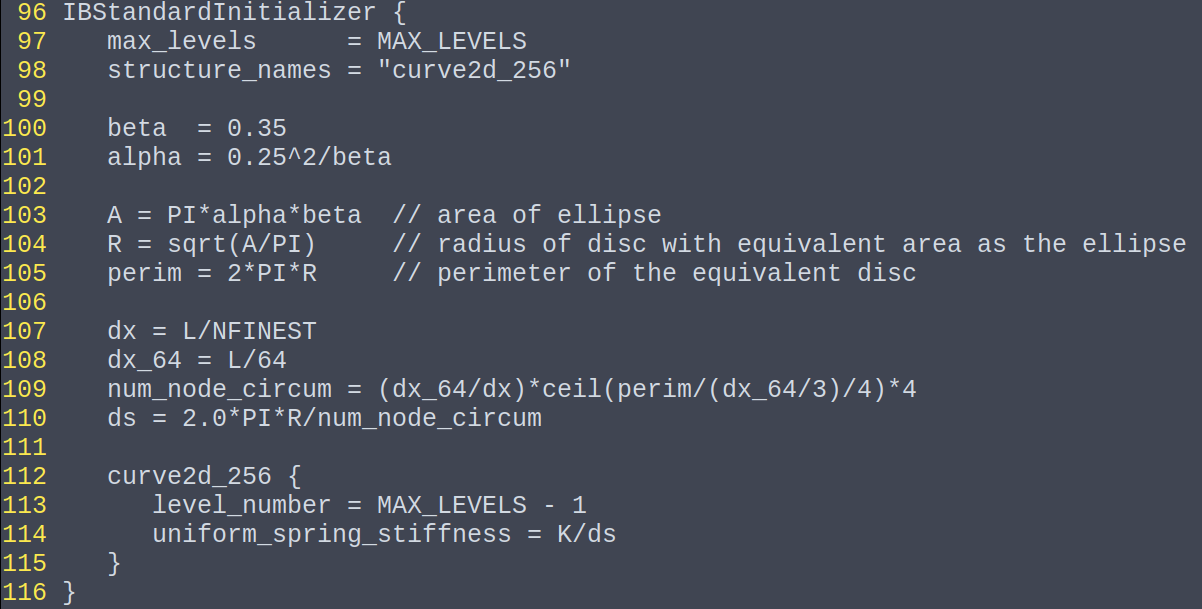 96 IBStandardInitializer {
97    max_levels      = MAX_LEVELS
98    structure_names = "curve2d_256"
99
100    beta  = 0.35
101    alpha = 0.25^2/beta
102
103    A = PI*alpha*beta  // area of ellipse
104    R = sqrt(A/PI)     // radius of disc with equivalent area as the ellipse
105    perim = 2*PI*R     // perimeter of the equivalent disc
106
107    dx = L/NFINEST
108    dx_64 = L/64
109    num_node_circum = (dx_64/dx)*ceil(perim/(dx_64/3)/4)*4
110    ds = 2.0*PI*R/num_node_circum
111
112    curve2d_256 {
113       level_number = MAX_LEVELS - 1
114       uniform_spring_stiffness = K/ds
115    }
116 }